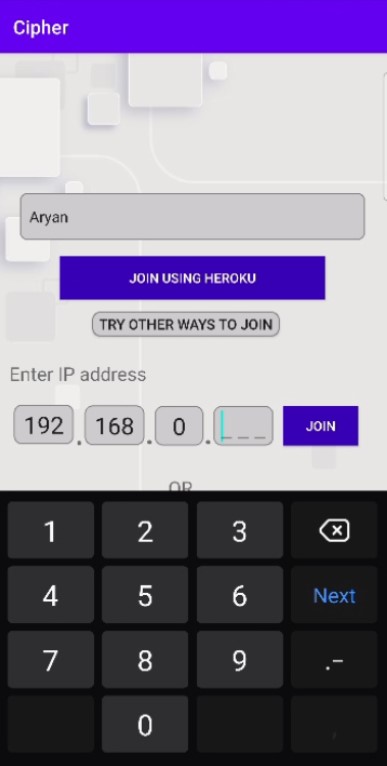 Cipher
Aryan
JOIN USING HEROKU
TRY OTHER WAYS TO JOIN
Enter IP address
192 . 168 . 0 . _ _ _ JOIN
OR
1 2 3
4 5 6 Next
7 8 9 .-
0 ,